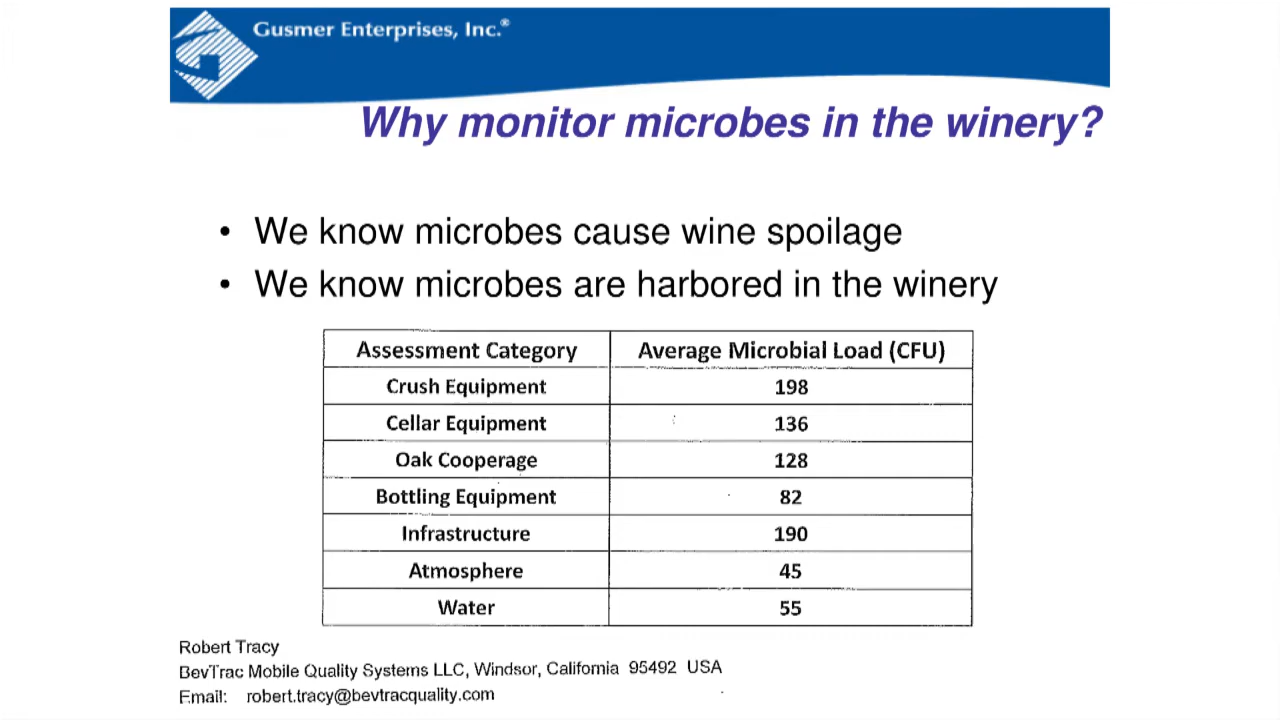 Gusmer Enterprises, Inc.®
Why monitor microbes in the winery?
• We know microbes cause wine spoilage
• We know microbes are harbored in the winery
Assessment Category Average Microbial Load (CFU)
Crush Equipment 198
Cellar Equipment 136
Oak Cooperage 128
Bottling Equipment 82
Infrastructure 190
Atmosphere 45
Water 55
Robert Tracy
BevTrac Mobile Quality Systems LLC, Windsor, California 95492 USA
Email: robert.tracy@bevtracquality.com